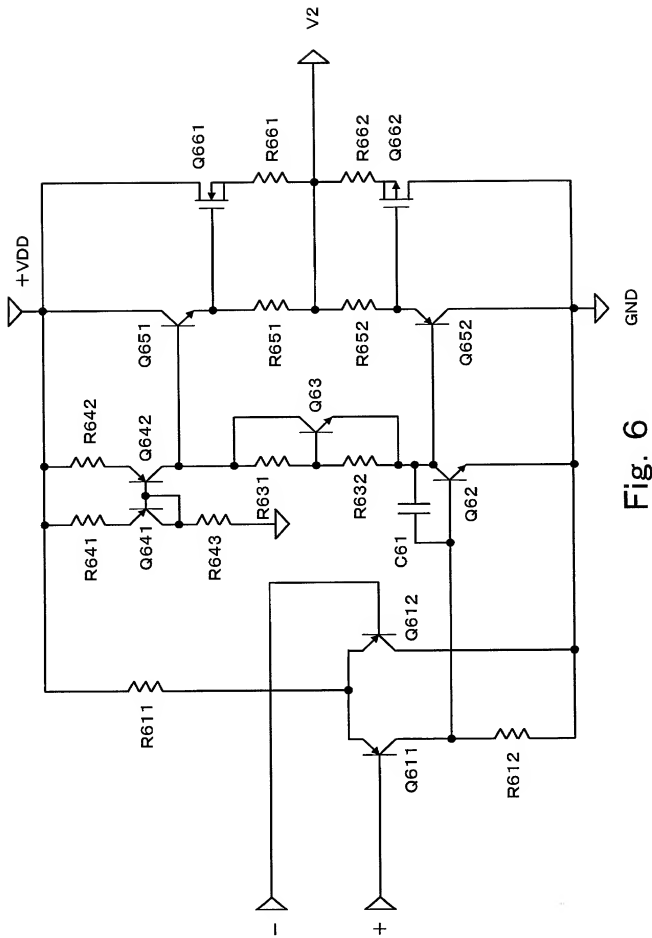 +VDD
V2
R642
R641
Q642
Q641
R643
R611
Q651
Q661
R651
R661
R652
R662
Q662
Q652
Q63
R631
R632
C61
Q62
Q612
Q611
R612
-
+
GND
Fig. 6